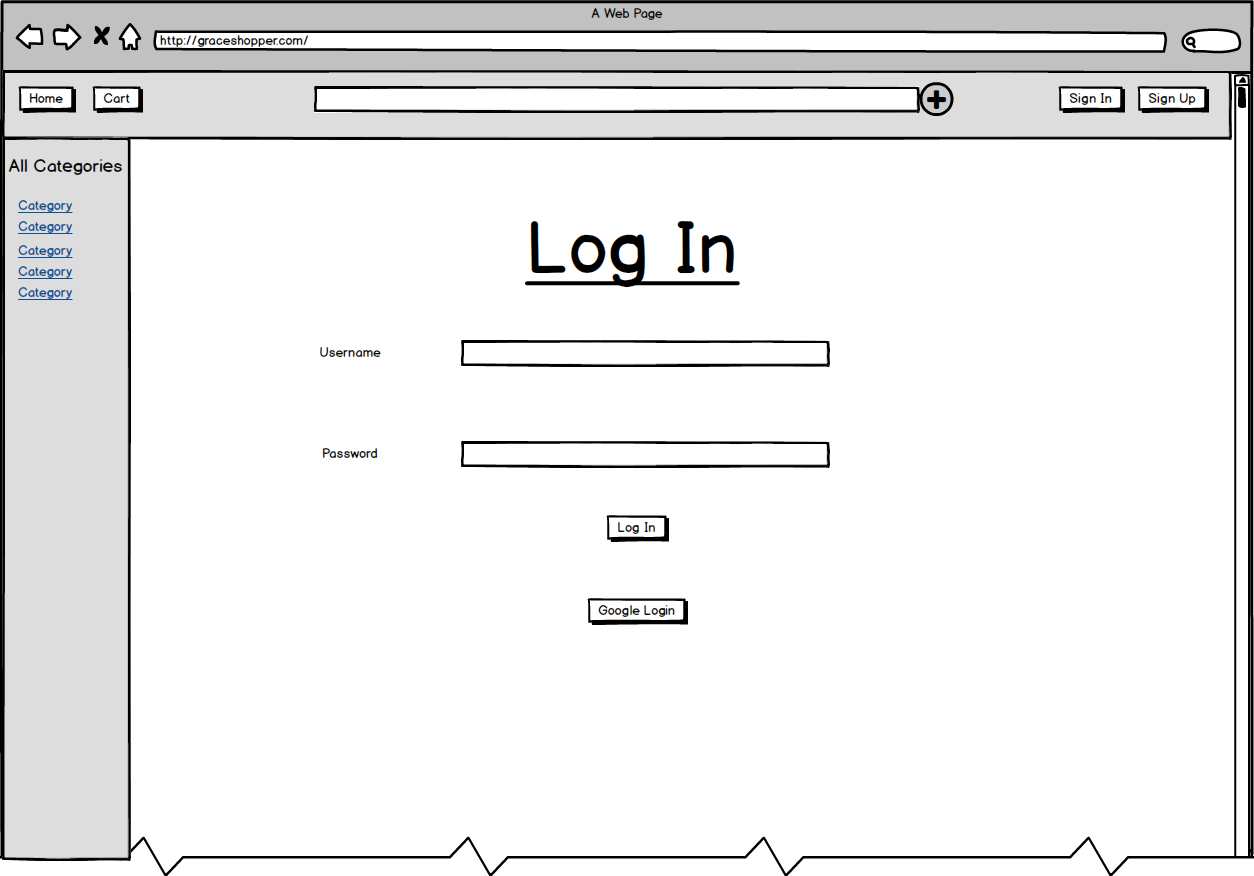 A Web Page
http://graceshopper.com/
Home Cart Sign In Sign Up
All Categories
Category
Category
Category
Category
Category
Log In
Username
Password
Log In
Google Login